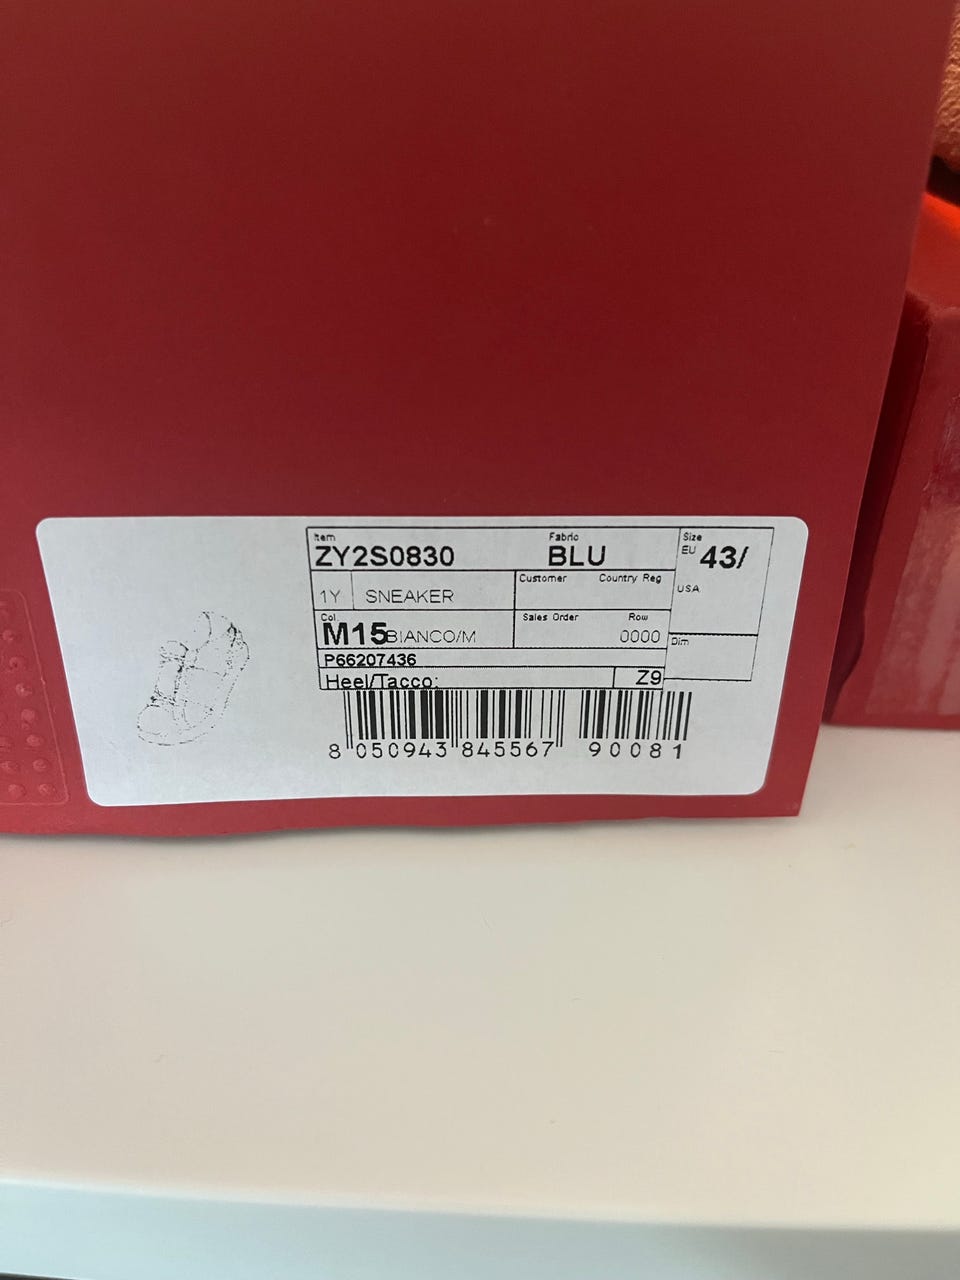 Item
ZY2S0830
Fabric
BLU
Size
EU 43/
USA
1Y SNEAKER
Customer Country Reg
Col.
M15 BIANCO/M
Sales Order Row
0000
Dim
P66207436
Heel/Tacco: Z9
8 050943 845567 90081